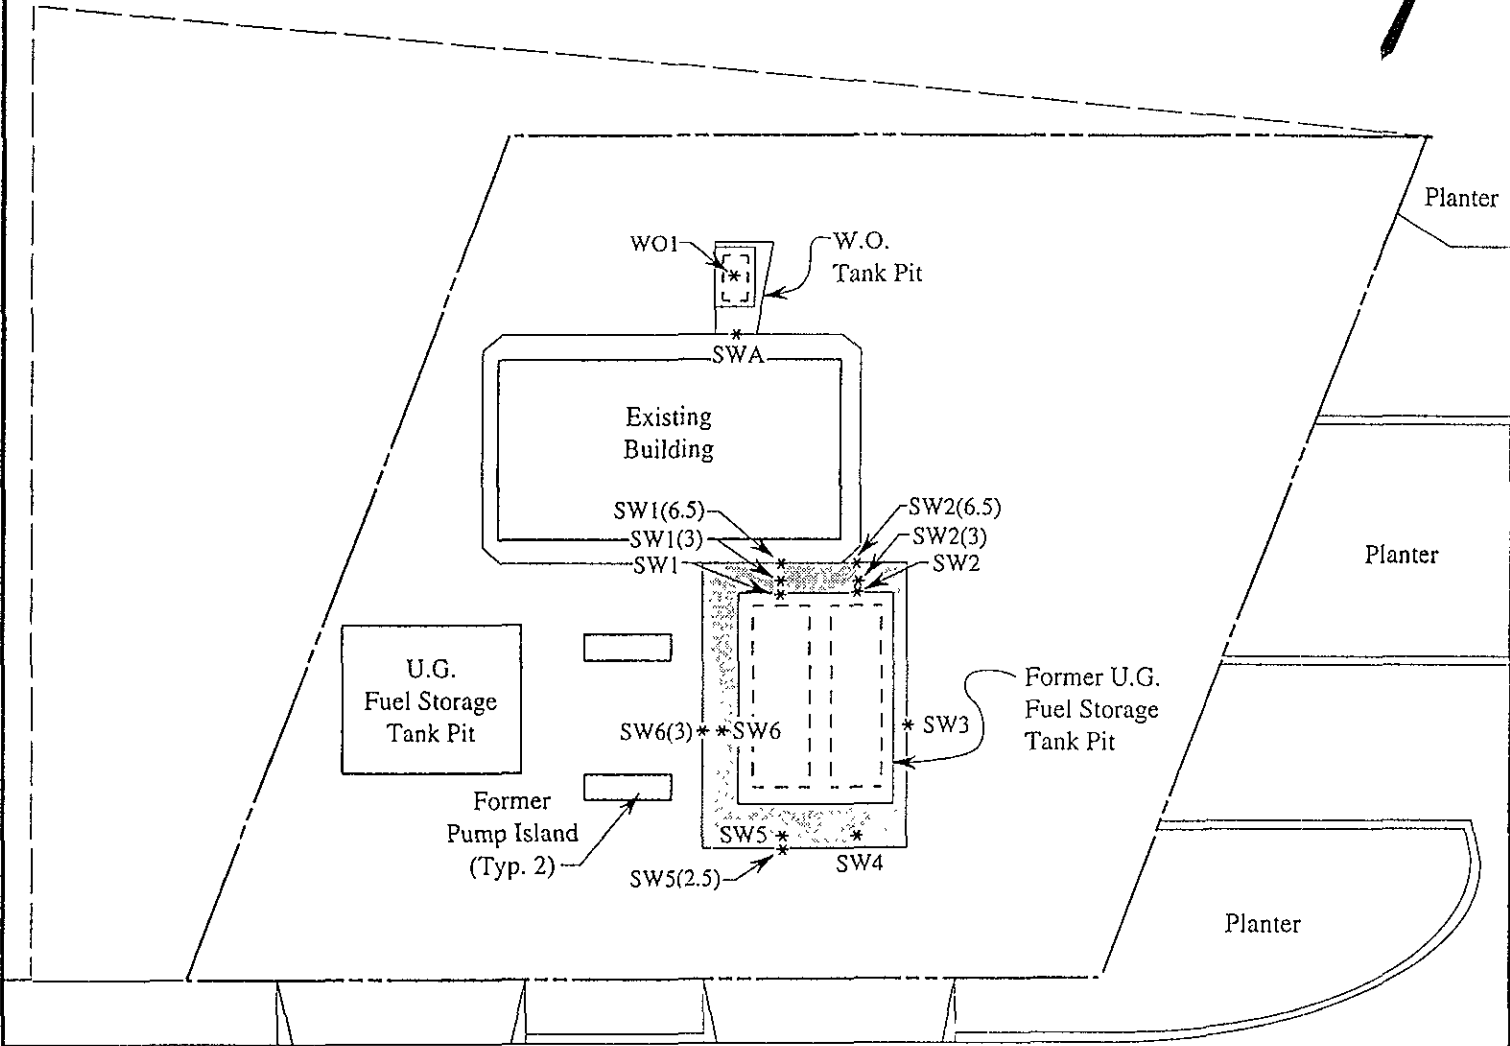 Planter
WO1
W.O.
Tank Pit
SWA
Existing
Building
SW1(6.5)
SW2(6.5)
SW1(3)
SW2(3)
SW1
SW2
Planter
U.G.
Fuel Storage
Tank Pit
SW6(3)
SW6
SW3
Former U.G.
Fuel Storage
Tank Pit
Former
Pump Island
(Typ. 2)
SW5
SW4
SW5(2.5)
Planter